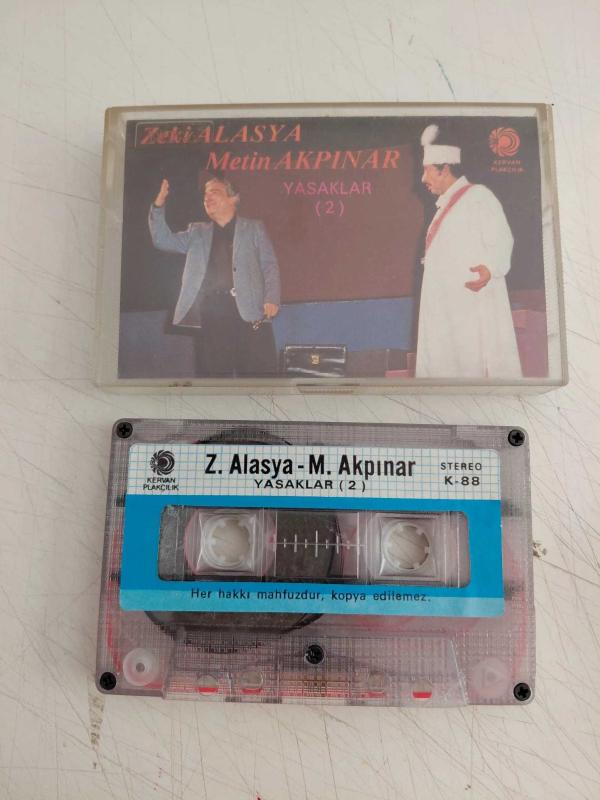 Zeki ALASYA
Metin AKPINAR
YASAKLAR
(2)
KERVAN
PLAKÇILIK
KERVAN
PLAKÇILIK
Z. Alasya - M. Akpınar
YASAKLAR (2)
STEREO
K-88
Her hakkı mahfuzdur, kopya edilemez.